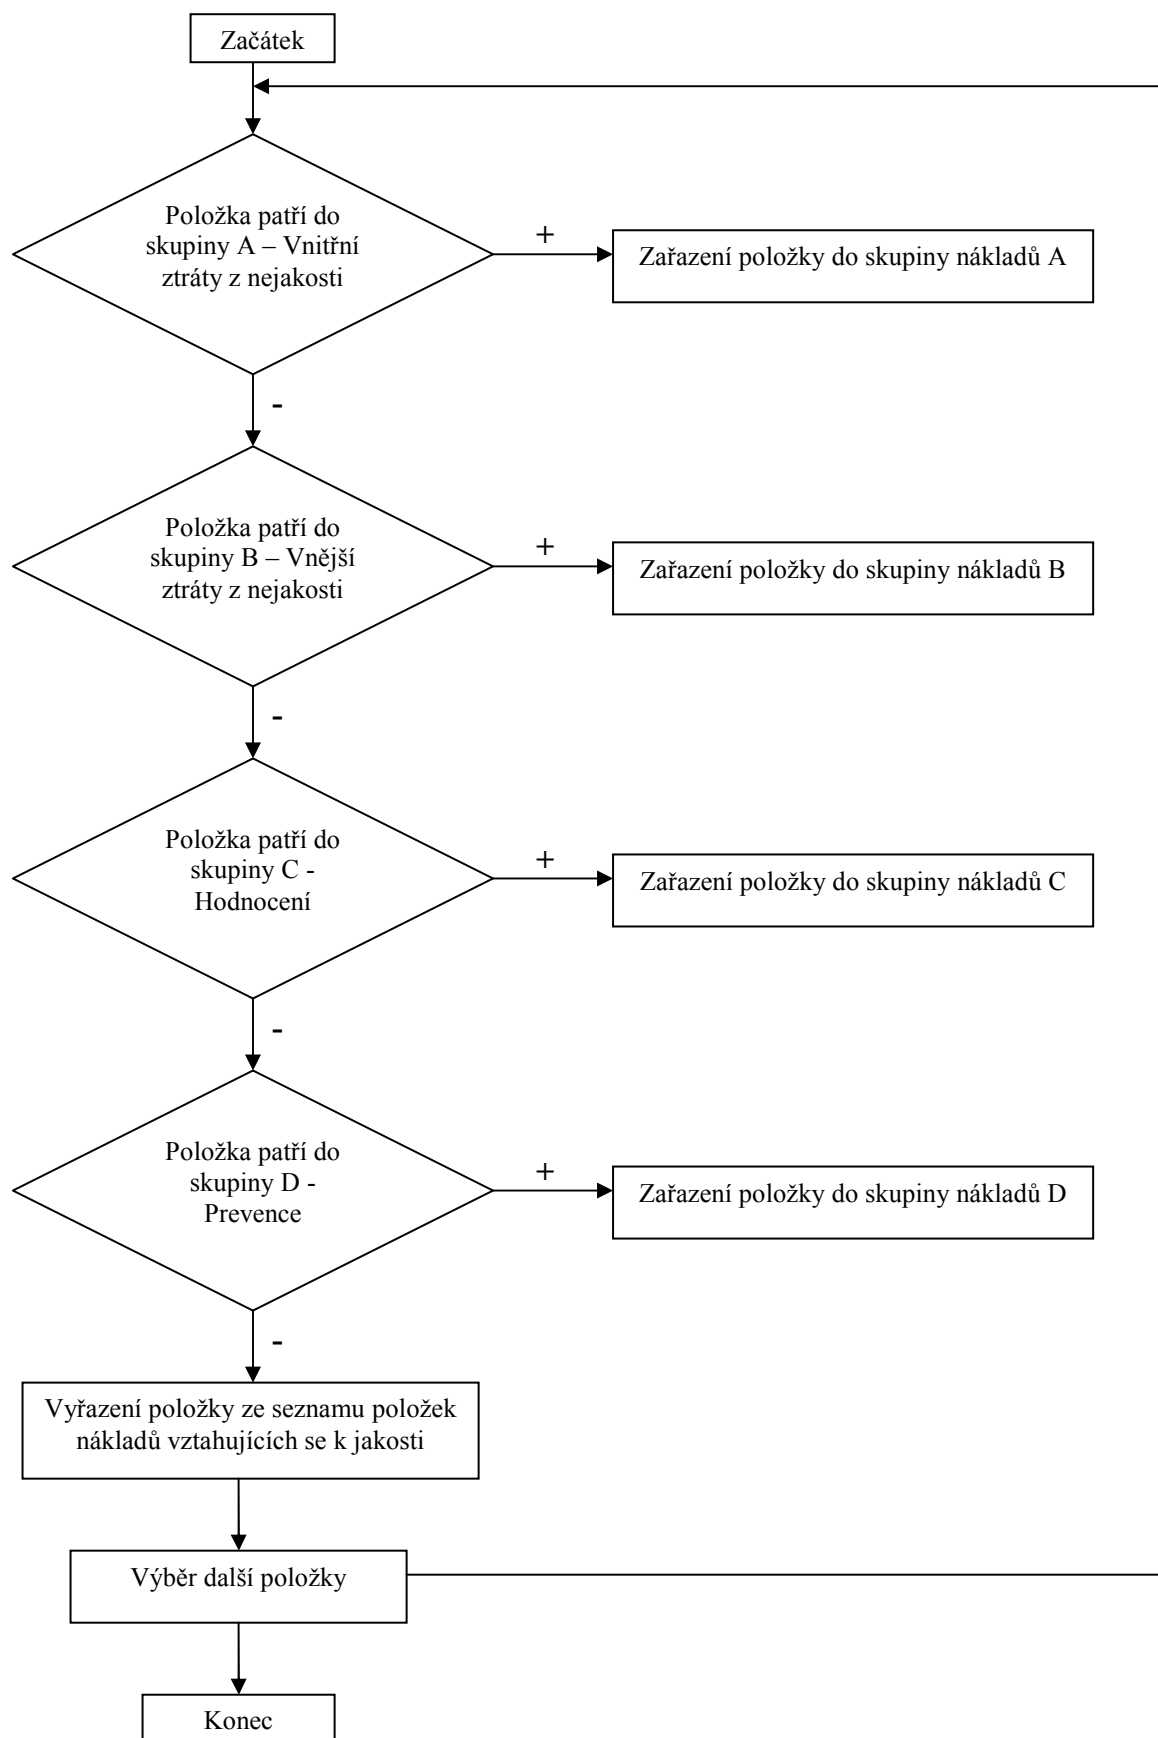 Začátek
Položka patří do
skupiny A – Vnitřní
ztráty z nejakosti
+
Zařazení položky do skupiny nákladů A
-
Položka patří do
skupiny B – Vnější
ztráty z nejakosti
+
Zařazení položky do skupiny nákladů B
-
Položka patří do
skupiny C -
Hodnocení
+
Zařazení položky do skupiny nákladů C
-
Položka patří do
skupiny D -
Prevence
+
Zařazení položky do skupiny nákladů D
-
Vyřazení položky ze seznamu položek
nákladů vztahujících se k jakosti
Výběr další položky
Konec